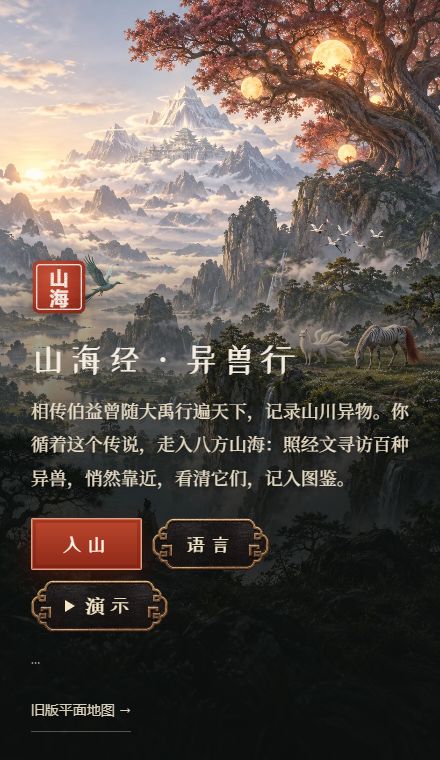 山
海
山海经 · 异兽行
相传伯益曾随大禹行遍天下，记录山川异物。你
循着这个传说，走入八方山海：照经文寻访百种
异兽，悄然靠近，看清它们，记入图鉴。
入山
语言
▶ 演示
...
旧版平面地图 →